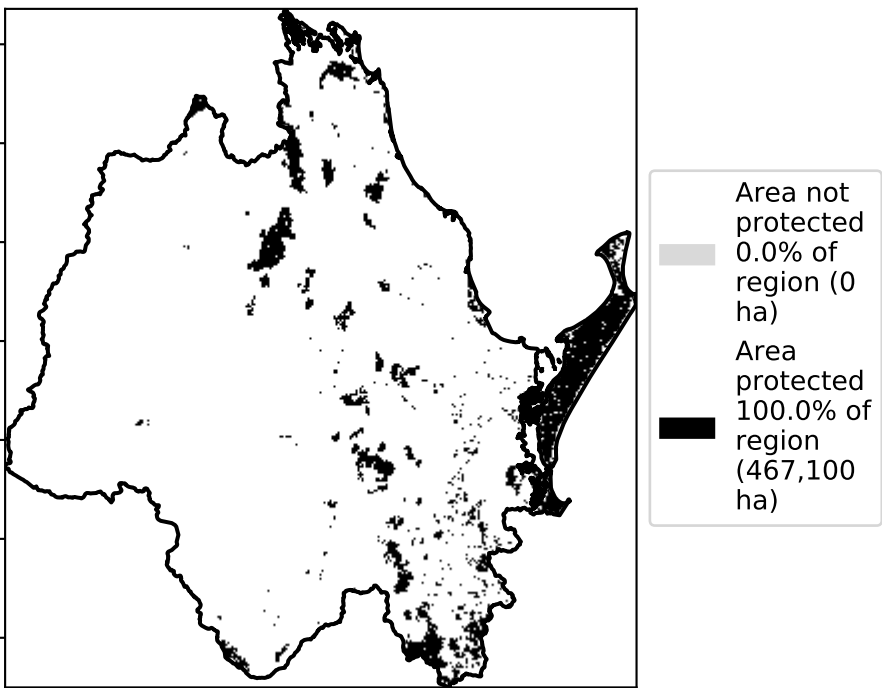 Area not
protected
0.0% of
region (0
ha)
Area
protected
100.0% of
region
(467,100
ha)